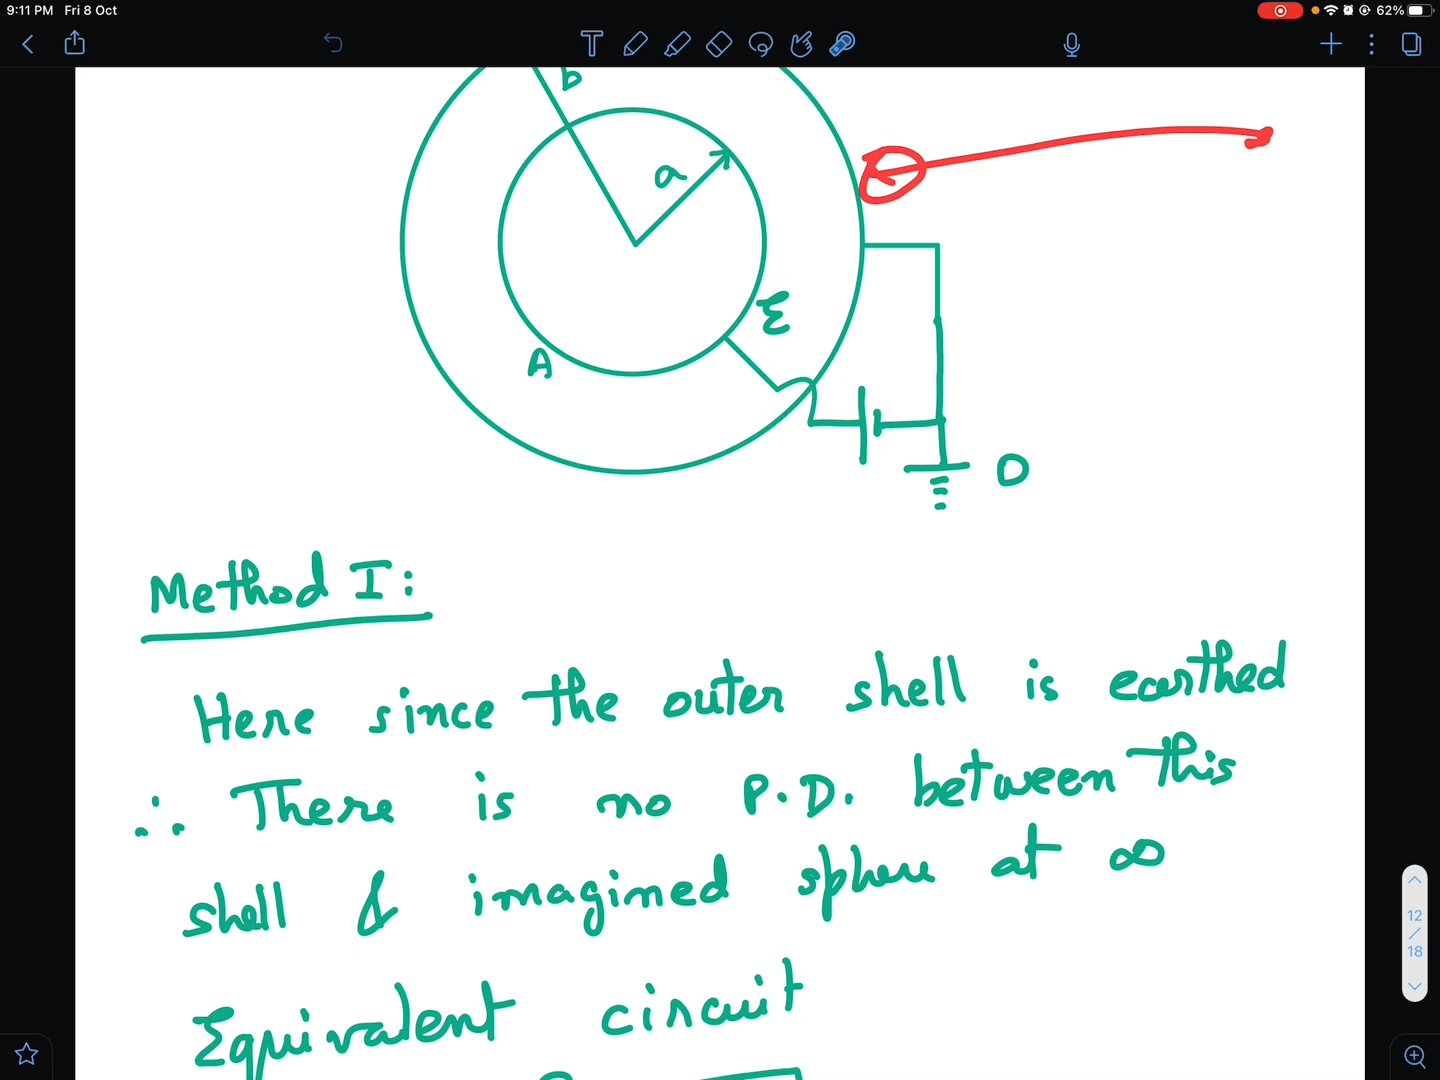 9:11 PM Fri 8 Oct
62%
b
a
ε
A
0
Method I:
Here since the outer shell is earthed
∴ There is no P.D. between this
shell & imagined sphere at ∞
Equivalent circuit
12
/
18